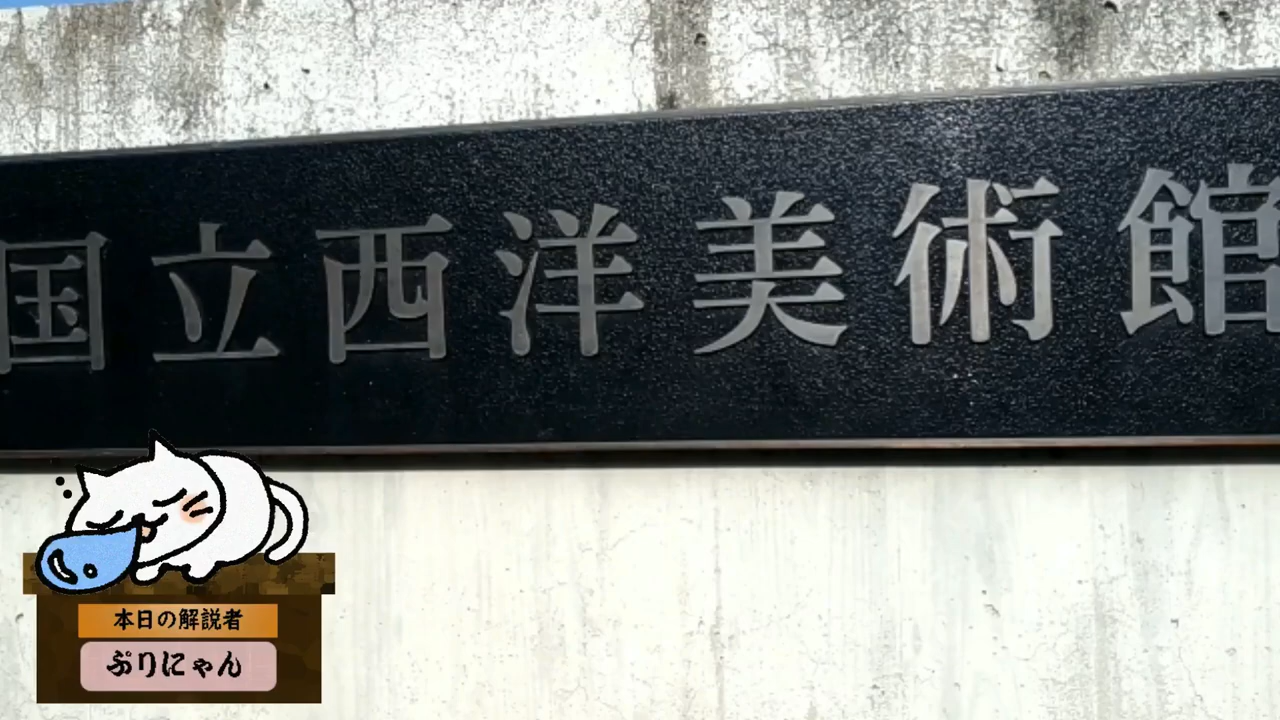 国立西洋美術館
本日の解説者
ぷりにゃん